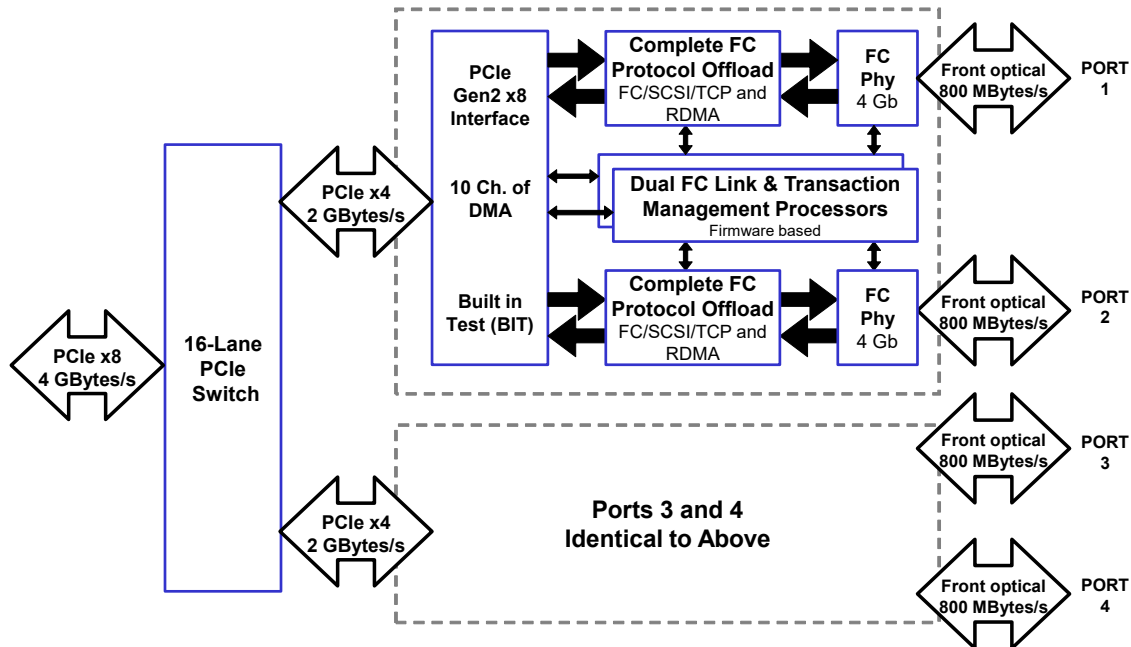 PCIe x8
4 GBytes/s
16-Lane
PCIe
Switch
PCIe x4
2 GBytes/s
PCIe x4
2 GBytes/s
PCIe
Gen2 x8
Interface
10 Ch. of
DMA
Built in
Test (BIT)
Complete FC
Protocol Offload
FC/SCSI/TCP and
RDMA
FC
Phy
4 Gb
Front optical
800 MBytes/s
PORT
1
Dual FC Link & Transaction
Management Processors
Firmware based
Complete FC
Protocol Offload
FC/SCSI/TCP and
RDMA
FC
Phy
4 Gb
Front optical
800 MBytes/s
PORT
2
Ports 3 and 4
Identical to Above
Front optical
800 MBytes/s
PORT
3
Front optical
800 MBytes/s
PORT
4